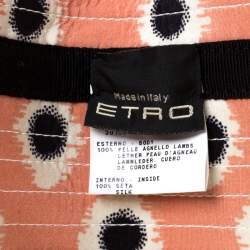 Made in Italy
ETRO
ESTERNO - BODY
100% PELLE AGNELLO LAMBS
LETHER PEAU D'AGNEAU
LAMMLEDER CUERO
DE CORDERO
INTERNO - INSIDE
100% SETA
SILK